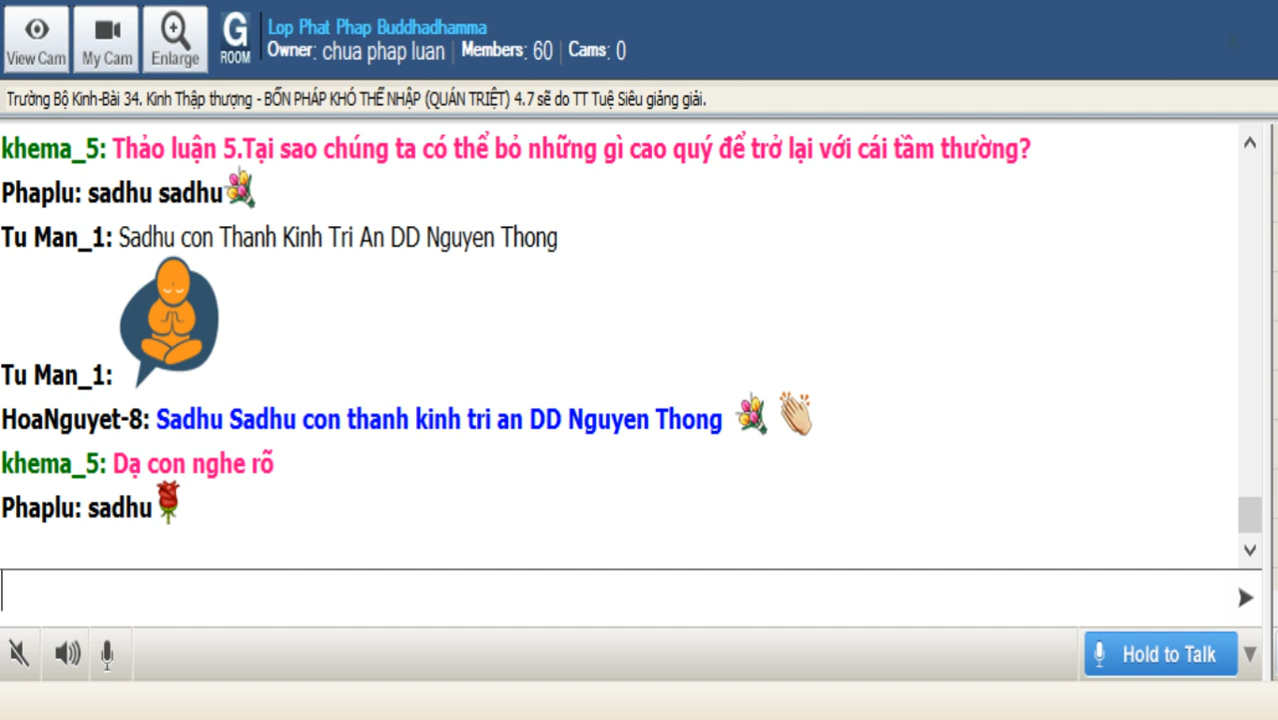 View Cam
My Cam
Enlarge
G
ROOM
Lop Phat Phap Buddhadhamma
Owner: chua phap luan | Members: 60 | Cams: 0
Trường Bộ Kinh-Bài 34. Kinh Thập thượng - BỐN PHÁP KHÓ THỂ NHẬP (QUÁN TRIỆT) 4.7 sẽ do TT Tuệ Siêu giảng giải.
khema_5: Thảo luận 5.Tại sao chúng ta có thể bỏ những gì cao quý để trở lại với cái tầm thường?
Phaplu: sadhu sadhu
Tu Man_1: Sadhu con Thanh Kinh Tri An DD Nguyen Thong
Tu Man_1:
HoaNguyet-8: Sadhu Sadhu con thanh kinh tri an DD Nguyen Thong
khema_5: Dạ con nghe rõ
Phaplu: sadhu
Hold to Talk